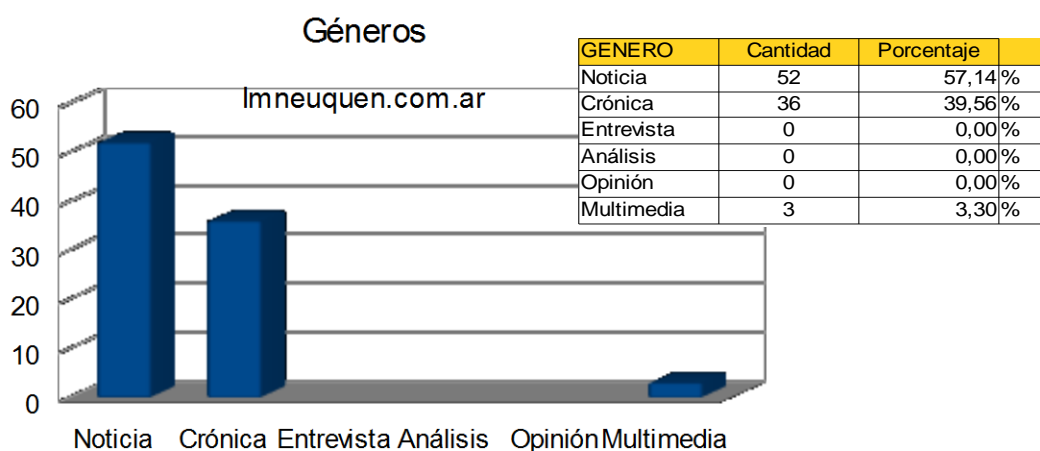 Géneros
lmneuquen.com.ar
GENERO Cantidad Porcentaje
Noticia 52 57,14 %
Crónica 36 39,56 %
Entrevista 0 0,00 %
Análisis 0 0,00 %
Opinión 0 0,00 %
Multimedia 3 3,30 %
60
50
40
30
20
10
0
Noticia Crónica Entrevista Análisis Opinión Multimedia